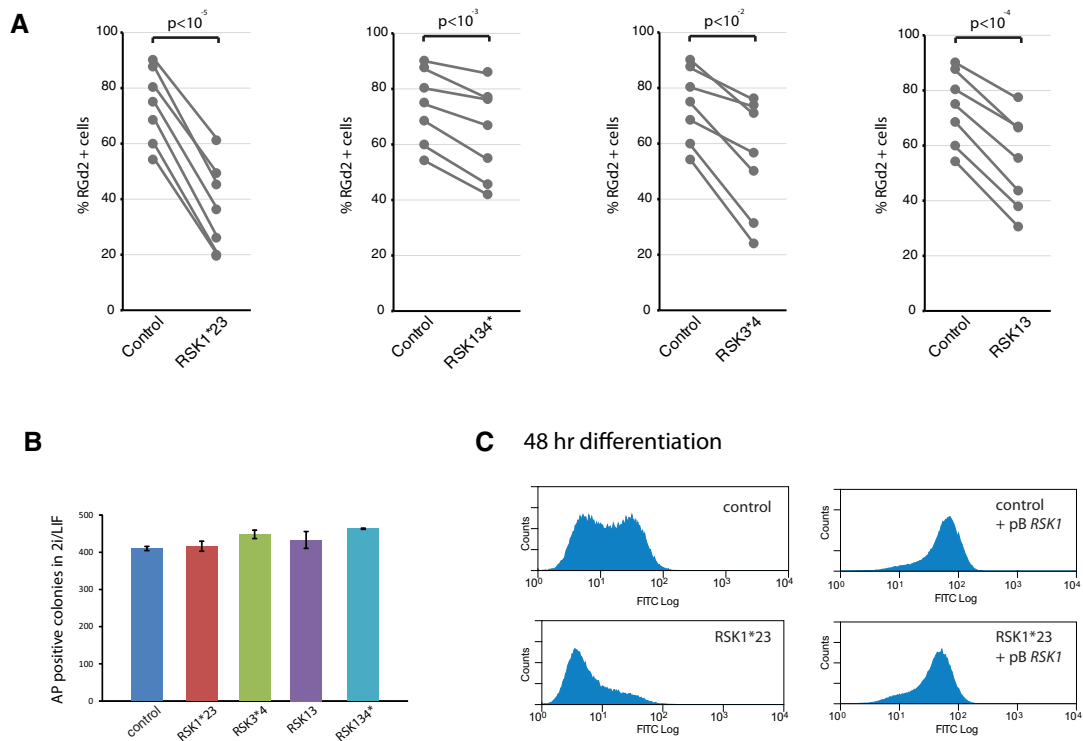 A
p<10⁻⁵
100
80
60
40
20
0
% RGd2 + cells
Control
RSK1*23
p<10⁻³
100
80
60
40
20
0
% RGd2 + cells
Control
RSK134*
p<10⁻²
100
80
60
40
20
0
% RGd2 + cells
Control
RSK3*4
p<10⁻⁴
100
80
60
40
20
0
% RGd2 + cells
Control
RSK13
B
AP positive colonies in 2i/LIF
500
400
300
200
100
0
control
RSK1*23
RSK3*4
RSK13
RSK134*
C 48 hr differentiation
control
Counts
10⁰ 10¹ 10² 10³ 10⁴
FITC Log
control
+ pB RSK1
Counts
10⁰ 10¹ 10² 10³ 10⁴
FITC Log
RSK1*23
Counts
10⁰ 10¹ 10² 10³ 10⁴
FITC Log
RSK1*23
+ pB RSK1
Counts
10⁰ 10¹ 10² 10³ 10⁴
FITC Log